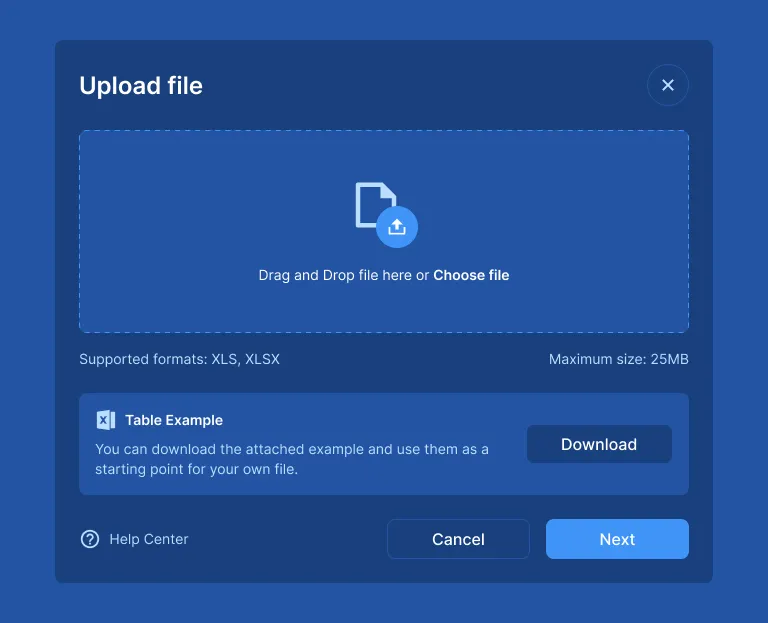 Upload file
Drag and Drop file here or Choose file
Supported formats: XLS, XLSX
Maximum size: 25MB
X Table Example
You can download the attached example and use them as a
starting point for your own file.
Download
? Help Center
Cancel
Next